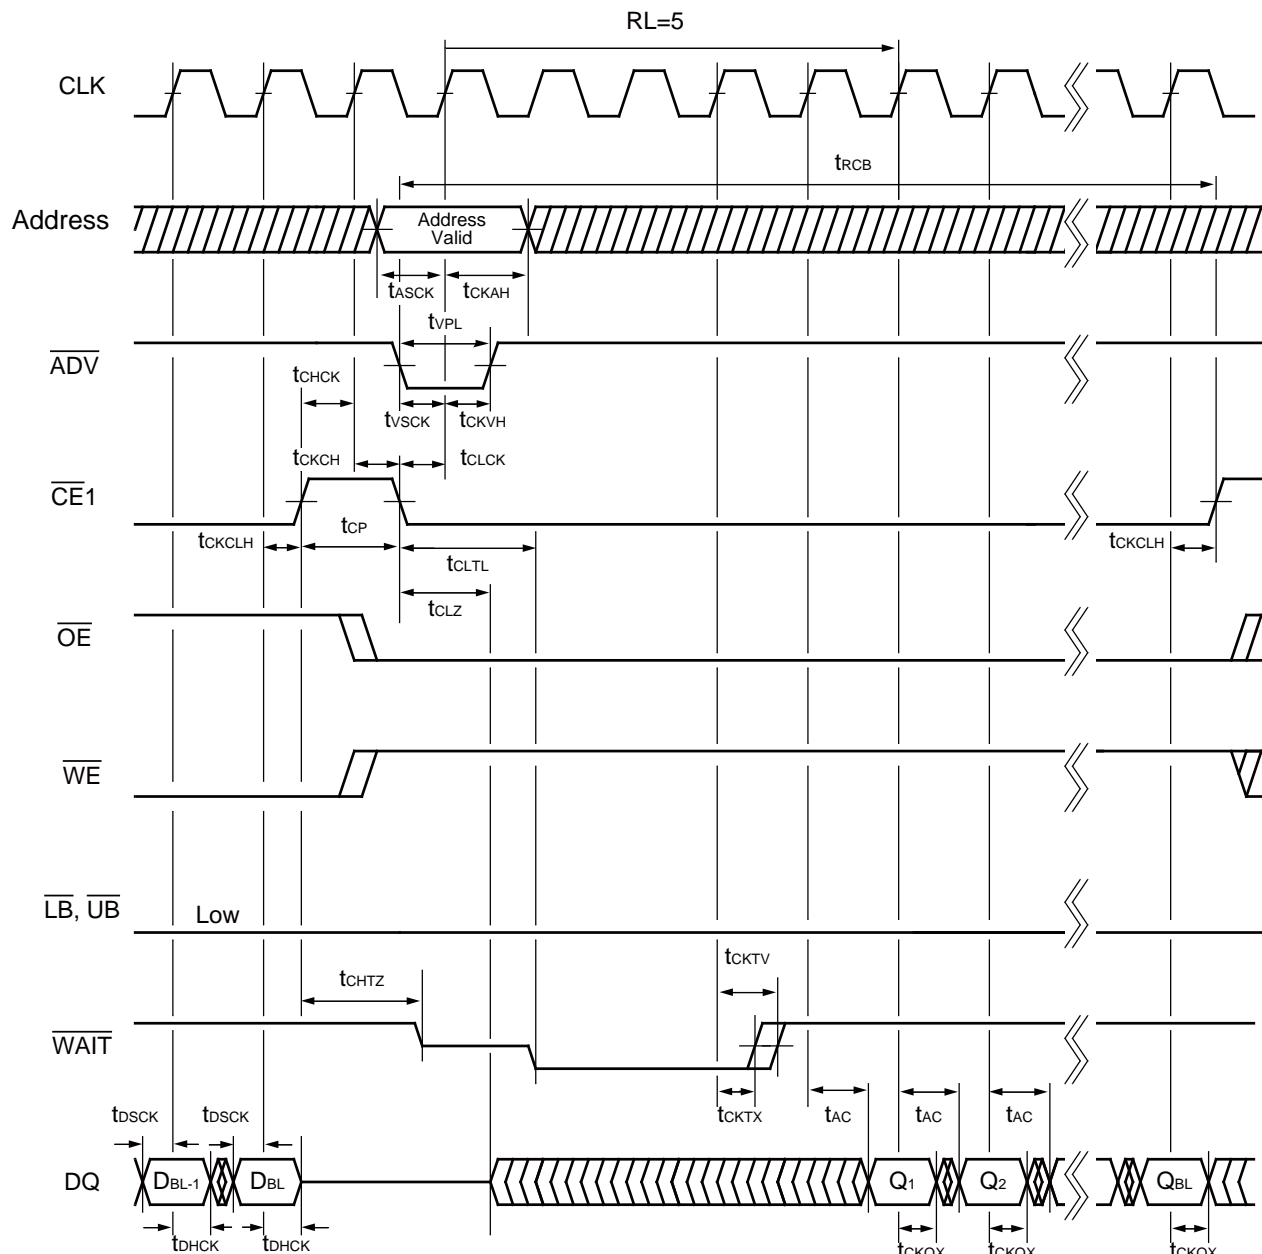 RL=5
CLK
tRCB
Address
Address
Valid
tASCK
tCKAH
tVPL
ADV
tCHCK
tVSCK
tCKVH
tCKCH
tCLCK
CE1
tCP
tCKCLH
tCLTL
tCKCLH
tCLZ
OE
WE
LB, UB
Low
tCKTV
tCHTZ
WAIT
tDSCK
tDSCK
tCKTX
tAC
tAC
tAC
DQ
DBL-1
DBL
Q1
Q2
QBL
tDHCK
tDHCK
tCKQX
tCKQX
tCKQX